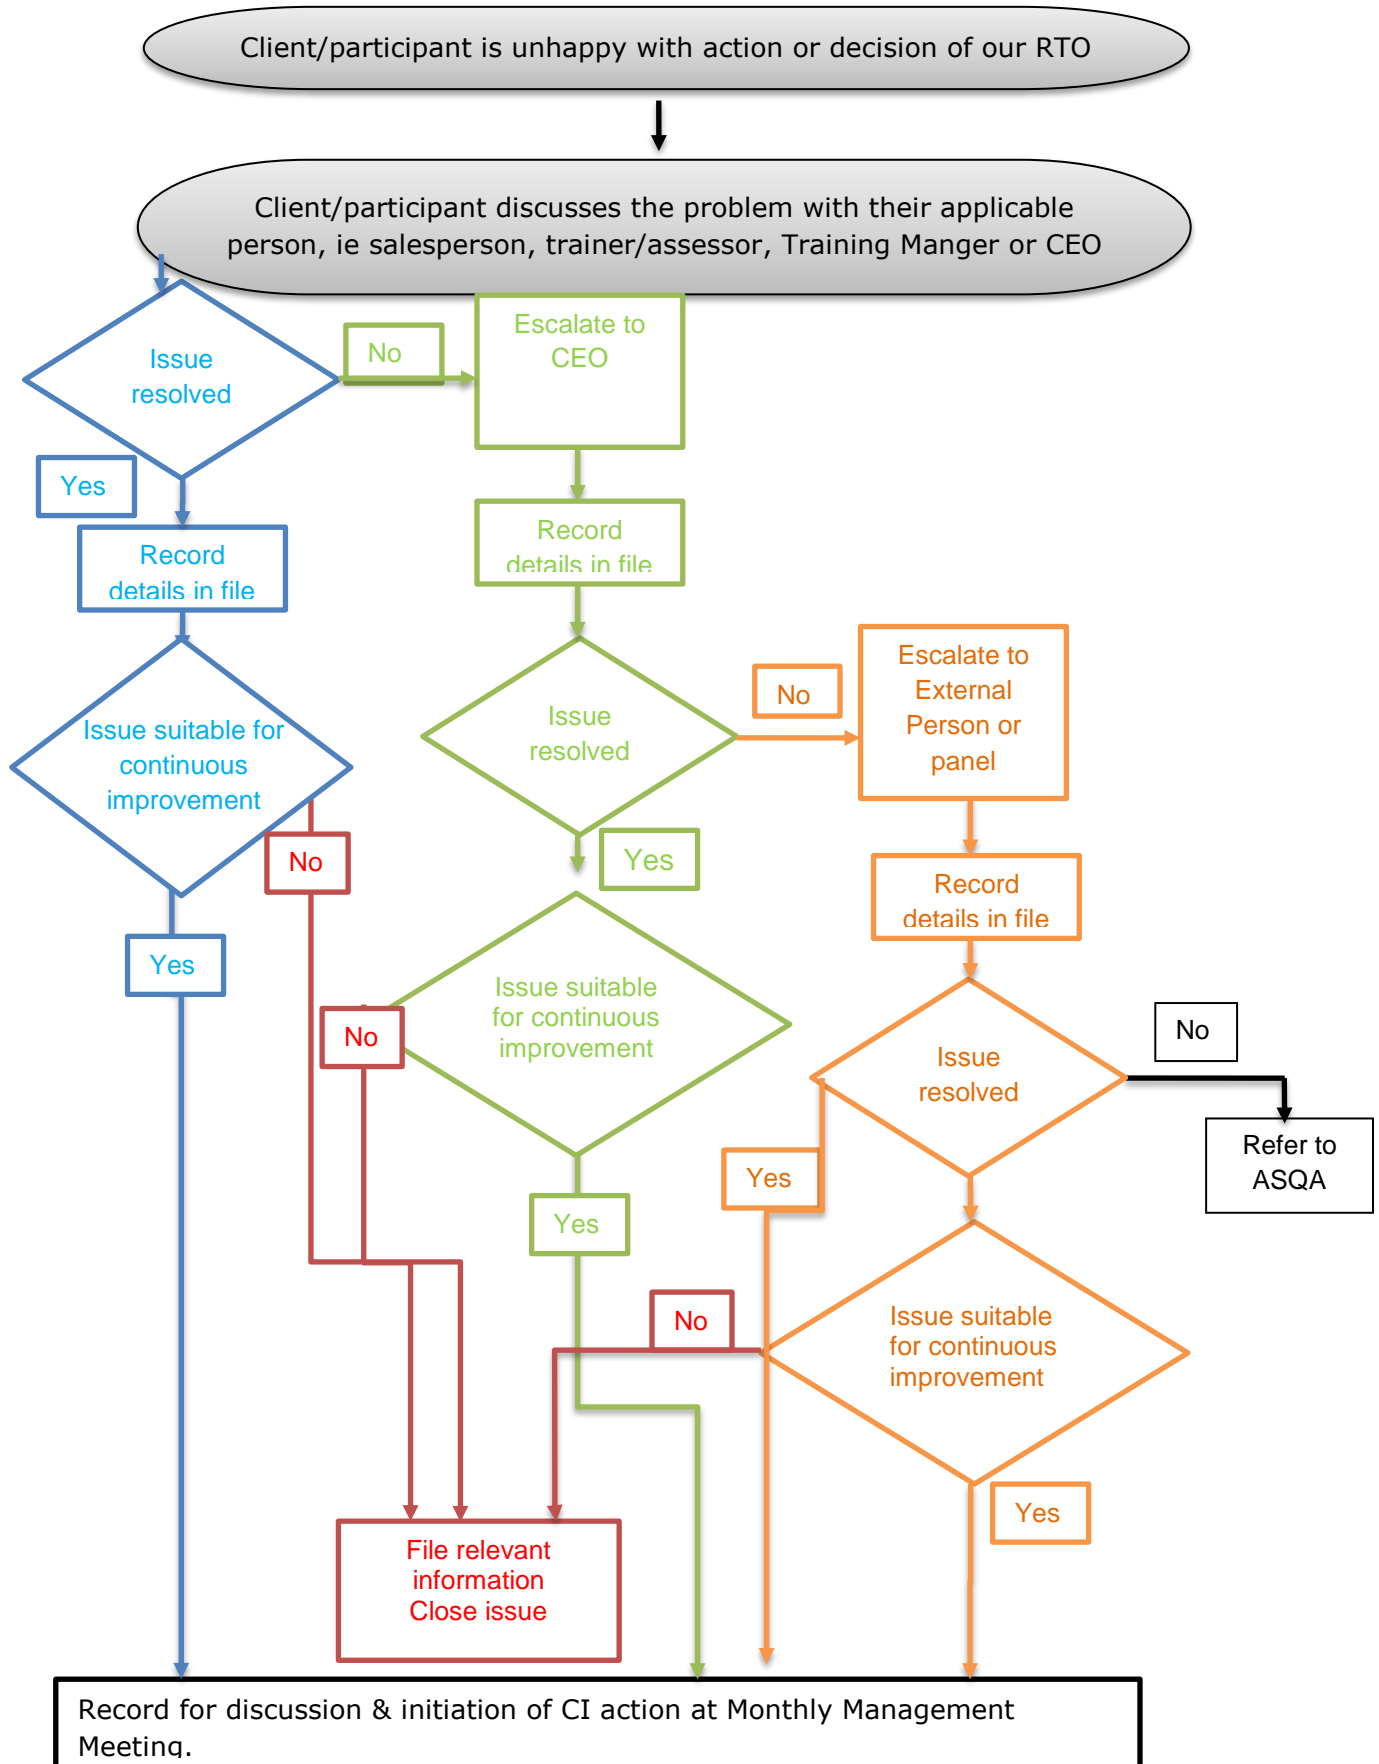 Client/participant is unhappy with action or decision of our RTO
Client/participant discusses the problem with their applicable
person, ie salesperson, trainer/assessor, Training Manger or CEO
Issue
resolved
No
Escalate to
CEO
Yes
Record
details in file
Record
details in file
Issue suitable for
continuous
improvement
Issue
resolved
No
Escalate to
External
Person or
panel
No
Yes
Record
details in file
Yes
No
Issue suitable
for continuous
improvement
Issue
resolved
No
Refer to
ASQA
Yes
Yes
No
Issue suitable
for continuous
improvement
Yes
File relevant
information
Close issue
Record for discussion & initiation of CI action at Monthly Management
Meeting.